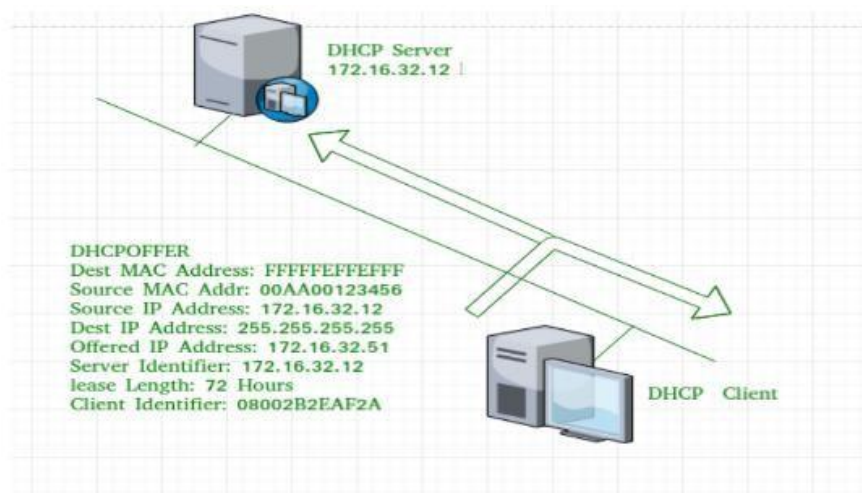 DHCP Server
172.16.32.12
DHCPOFFER
Dest MAC Address: FFFFFEFFEFFF
Source MAC Addr: 00AA00123456
Source IP Address: 172.16.32.12
Dest IP Address: 255.255.255.255
Offered IP Address: 172.16.32.51
Server Identifier: 172.16.32.12
lease Length: 72 Hours
Client Identifier: 08002B2EAF2A
DHCP Client